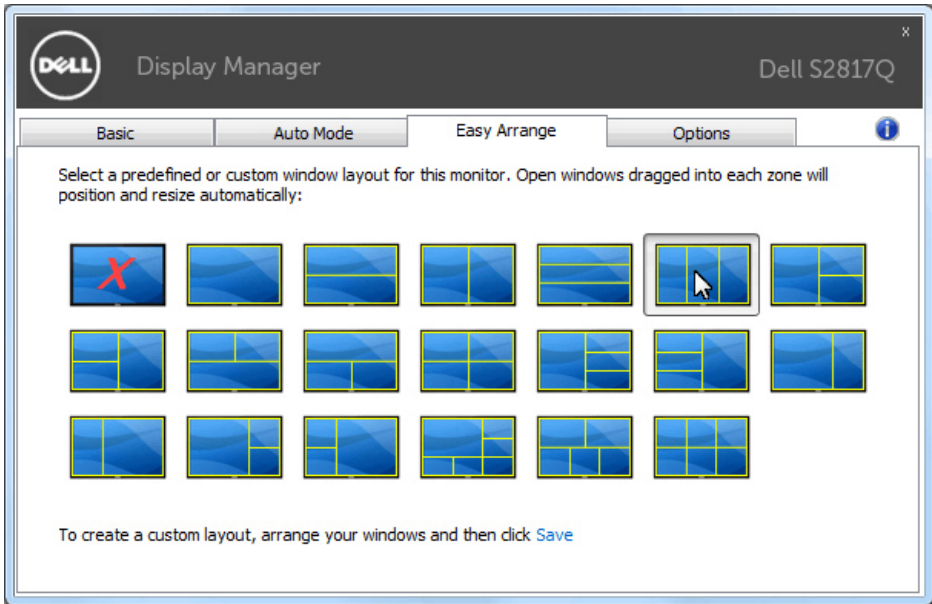 x
DELL
Display Manager
Dell S2817Q
Basic
Auto Mode
Easy Arrange
Options
i
Select a predefined or custom window layout for this monitor. Open windows dragged into each zone will
position and resize automatically:
X
To create a custom layout, arrange your windows and then click Save